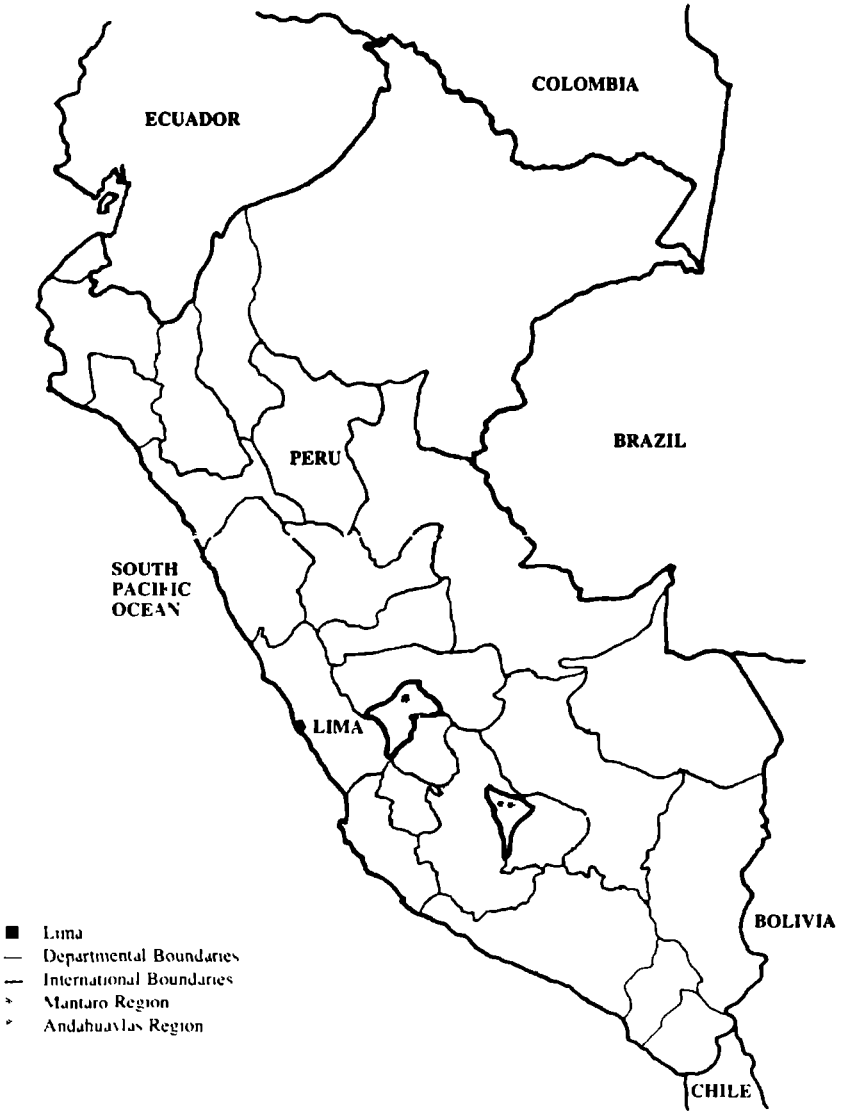 COLOMBIA
ECUADOR
BRAZIL
PERU
SOUTH
PACIFIC
OCEAN
LIMA
BOLIVIA
Lima
Departmental Boundaries
International Boundaries
Mantaro Region
Andahuaylas Region
CHILE